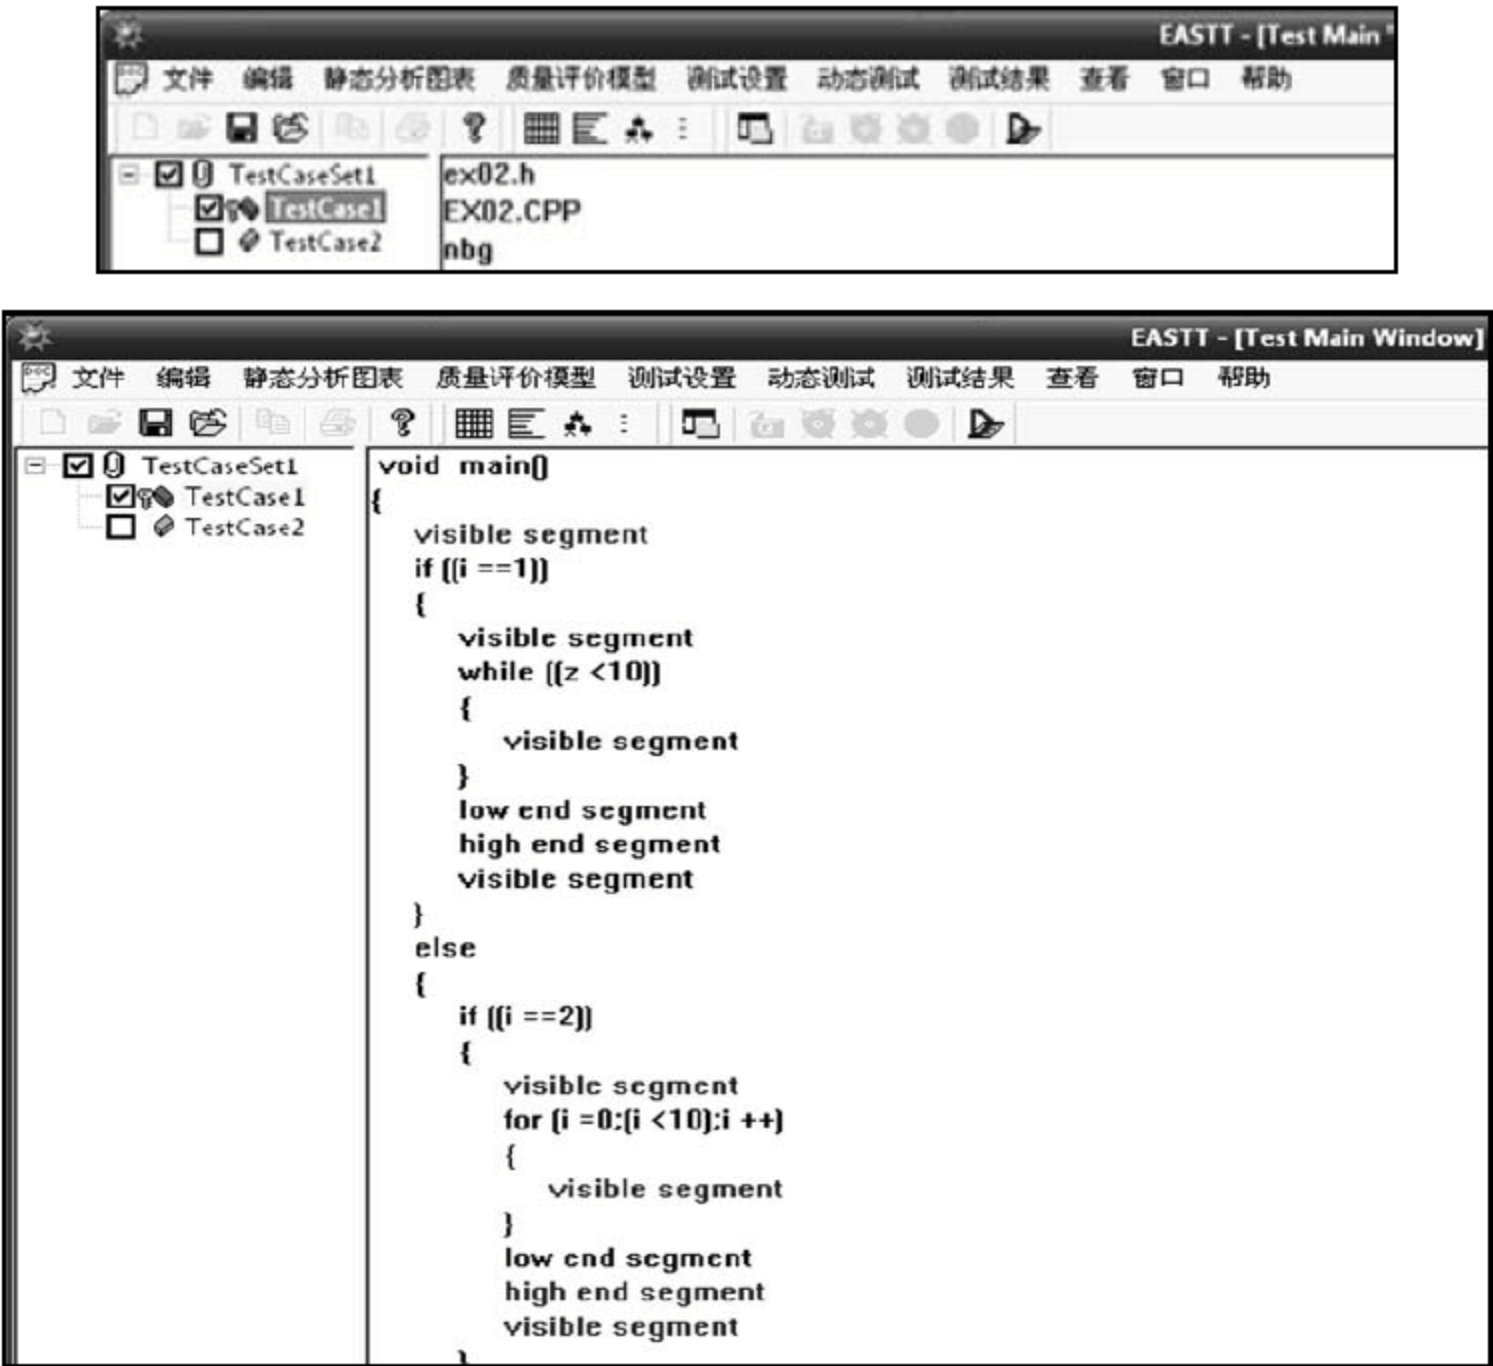 EASTT - [Test Main
文件 编辑 静态分析图表 质量评价模型 测试设置 动态测试 测试结果 查看 窗口 帮助
TestCaseSet1
TestCase1
TestCase2
ex02.h
EX02.CPP
nbg
EASTT - [Test Main Window]
文件 编辑 静态分析图表 质量评价模型 测试设置 动态测试 测试结果 查看 窗口 帮助
TestCaseSet1
TestCase1
TestCase2
void main()
{
visible segment
if ((i ==1))
{
visible segment
while ((z <10))
{
visible segment
}
low end segment
high end segment
visible segment
}
else
{
if ((i ==2))
{
visible segment
for (i =0;(i <10);i ++)
{
visible segment
}
low end segment
high end segment
visible segment
}